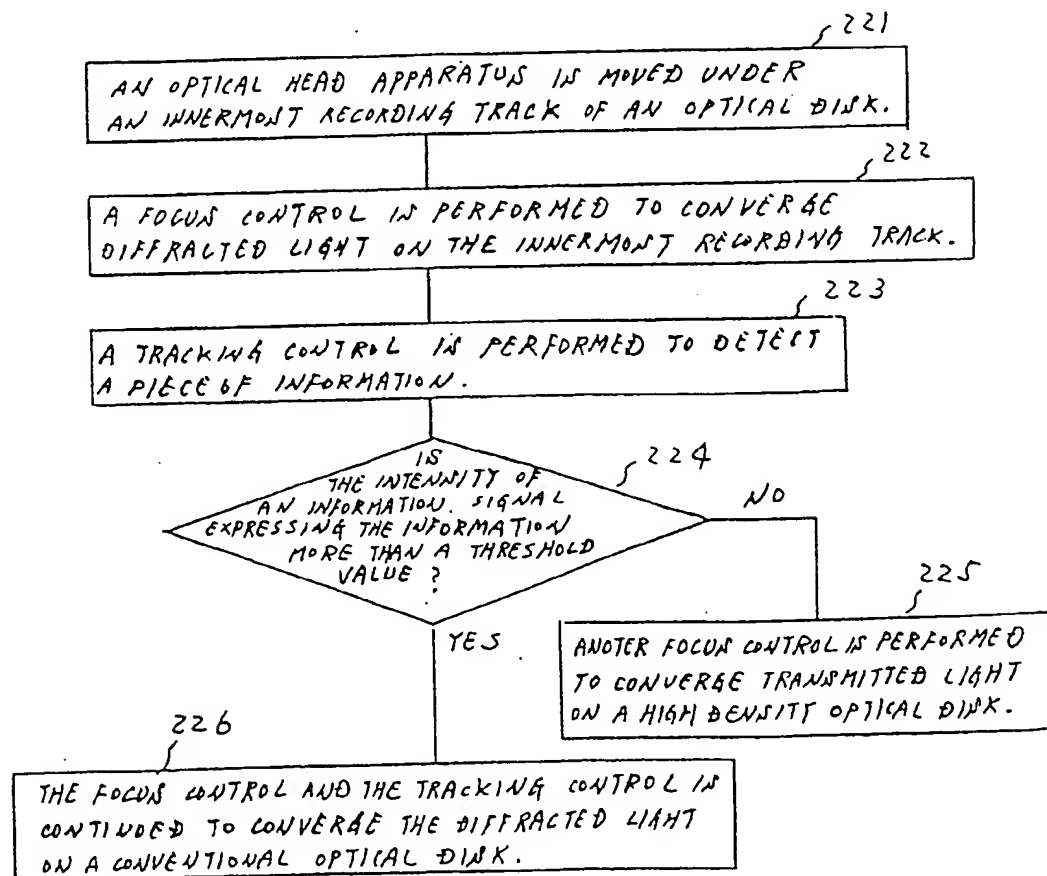 221
AN OPTICAL HEAD APPARATUS IS MOVED UNDER
AN INNERMOST RECORDING TRACK OF AN OPTICAL DISK.
222
A FOCUS CONTROL IS PERFORMED TO CONVERGE
DIFFRACTED LIGHT ON THE INNERMOST RECORDING TRACK.
223
A TRACKING CONTROL IS PERFORMED TO DETECT
A PIECE OF INFORMATION.
224
IS
THE INTENSITY OF
AN INFORMATION SIGNAL
EXPRESSING THE INFORMATION
MORE THAN A THRESHOLD
VALUE?
NO
YES
225
ANOTER FOCUS CONTROL IS PERFORMED
TO CONVERGE TRANSMITTED LIGHT
ON A HIGH DENSITY OPTICAL DISK.
226
THE FOCUS CONTROL AND THE TRACKING CONTROL IS
CONTINUED TO CONVERGE THE DIFFRACTED LIGHT
ON A CONVENTIONAL OPTICAL DISK.